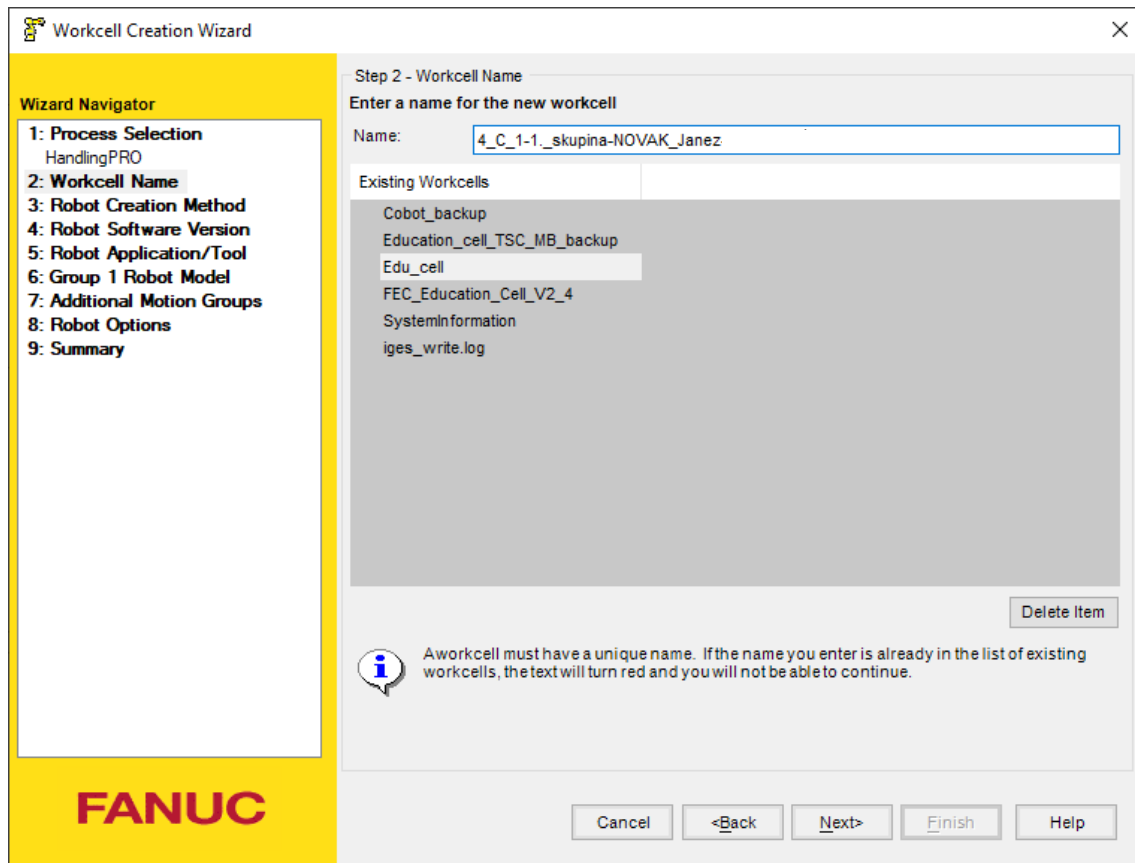 Workcell Creation Wizard
Wizard Navigator
1: Process Selection
HandlingPRO
2: Workcell Name
3: Robot Creation Method
4: Robot Software Version
5: Robot Application/Tool
6: Group 1 Robot Model
7: Additional Motion Groups
8: Robot Options
9: Summary
FANUC
Step 2 - Workcell Name
Enter a name for the new workcell
Name: 4_C_1-1._skupina-NOVAK_Janez
Existing Workcells
Cobot_backup
Education_cell_TSC_MB_backup
Edu_cell
FEC_Education_Cell_V2_4
SystemInformation
iges_write.log
Delete Item
Aworkcell must have a unique name. If the name you enter is already in the list of existing
workcells, the text will turn red and you will not be able to continue.
Cancel <Back Next> Finish Help